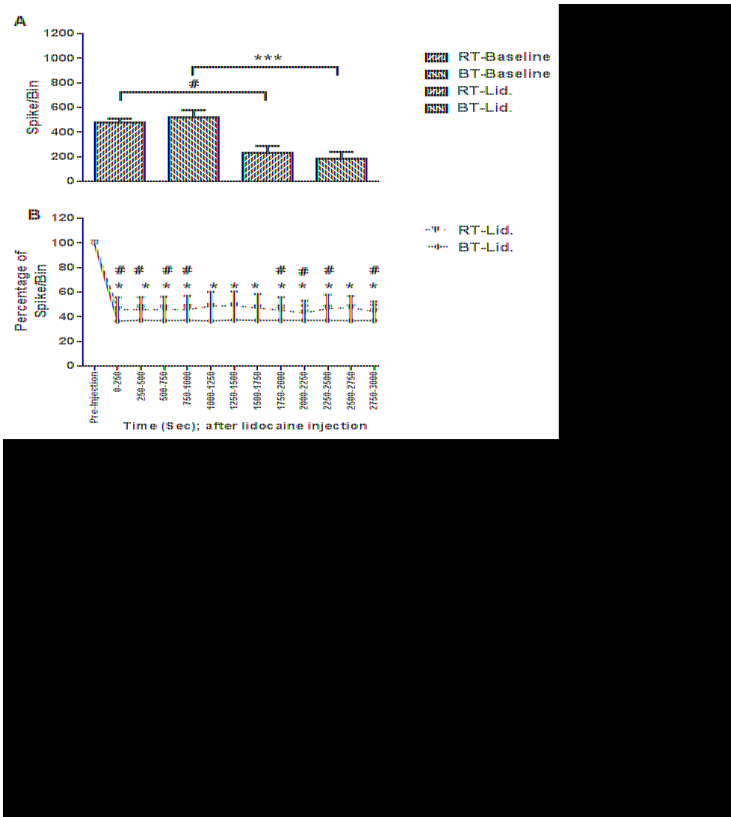 A
1200
1000
800
600
400
200
0
Spike/Bin
***
#
RT-Baseline
BT-Baseline
RT-Lid.
BT-Lid.
B
120
100
80
60
40
20
0
Percentage of
Spike/Bin
# # # # # # # #
* * * * * * * * * * * *
RT-Lid.
BT-Lid.
Pre-Injection
0-250
250-500
500-750
750-1000
1000-1250
1250-1500
1500-1750
1750-2000
2000-2250
2250-2500
2500-2750
2750-3000
Time (Sec); after lidocaine injection